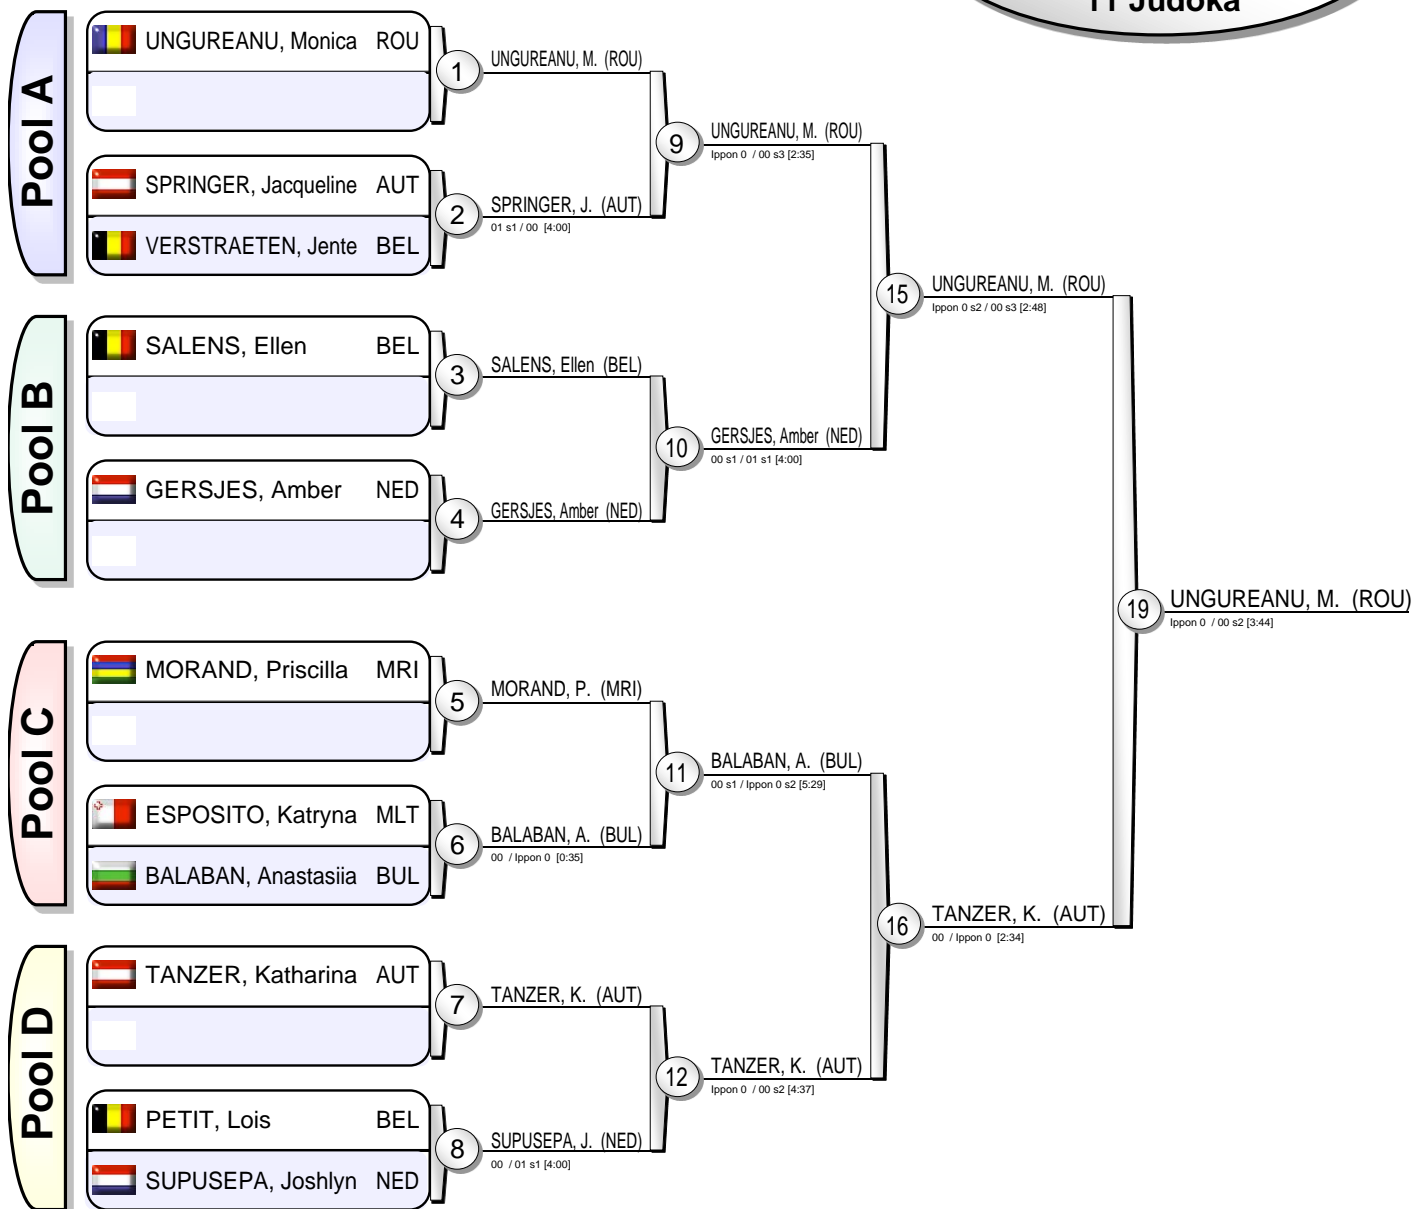 11 Judoka
Pool A
UNGUREANU, Monica ROU
SPRINGER, Jacqueline AUT
VERSTRAETEN, Jente BEL
1
UNGUREANU, M. (ROU)
2
SPRINGER, J. (AUT)
01 s1 / 00 [4:00]
9
UNGUREANU, M. (ROU)
Ippon 0 / 00 s3 [2:35]
Pool B
SALENS, Ellen BEL
GERSJES, Amber NED
3
SALENS, Ellen (BEL)
4
GERSJES, Amber (NED)
10
GERSJES, Amber (NED)
00 s1 / 01 s1 [4:00]
15
UNGUREANU, M. (ROU)
Ippon 0 s2 / 00 s3 [2:48]
Pool C
MORAND, Priscilla MRI
ESPOSITO, Katryna MLT
BALABAN, Anastasiia BUL
5
MORAND, P. (MRI)
6
BALABAN, A. (BUL)
00 / Ippon 0 [0:35]
11
BALABAN, A. (BUL)
00 s1 / Ippon 0 s2 [5:29]
Pool D
TANZER, Katharina AUT
PETIT, Lois BEL
SUPUSEPA, Joshlyn NED
7
TANZER, K. (AUT)
8
SUPUSEPA, J. (NED)
00 / 01 s1 [4:00]
12
TANZER, K. (AUT)
Ippon 0 / 00 s2 [4:37]
16
TANZER, K. (AUT)
00 / Ippon 0 [2:34]
19
UNGUREANU, M. (ROU)
Ippon 0 / 00 s2 [3:44]